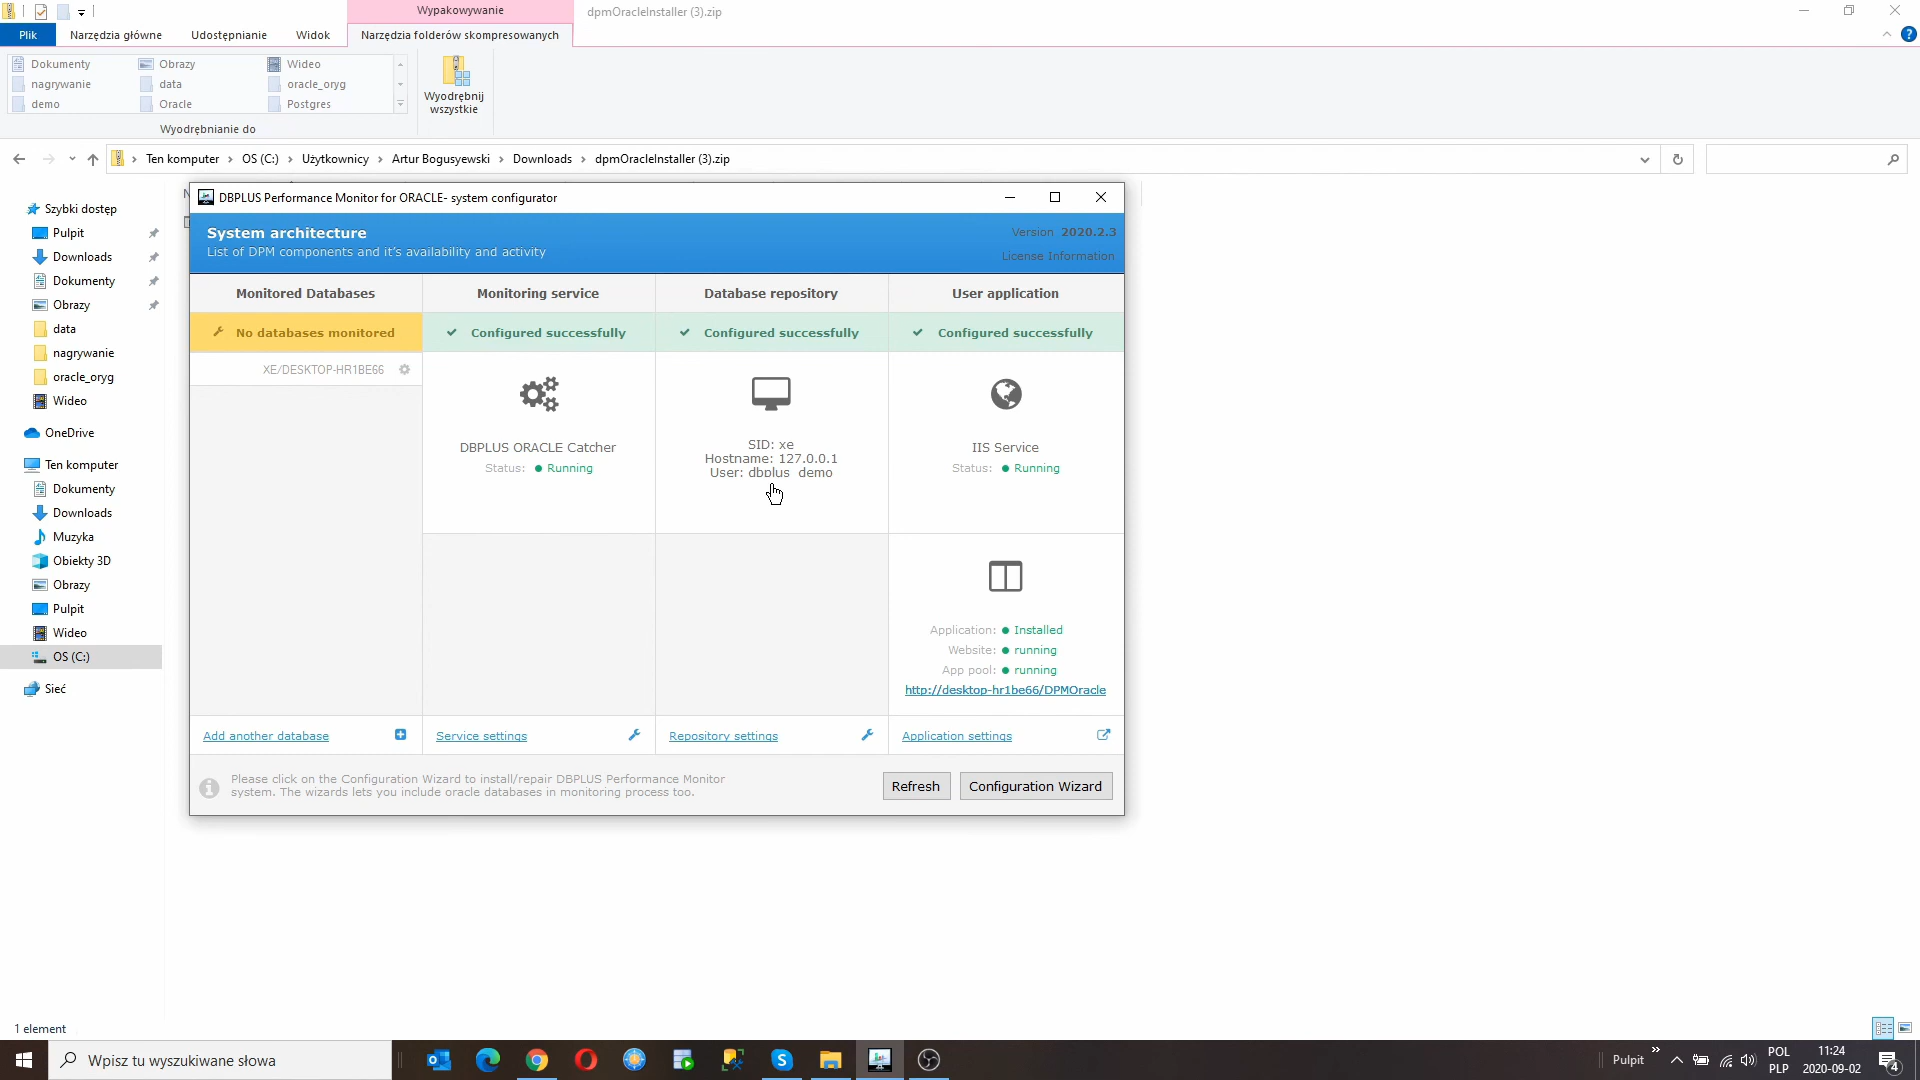 Wypakowywanie
dpmOracleInstaller (3).zip
Plik
Narzędzia główne
Udostępnianie
Widok
Narzędzia folderów skompresowanych
Dokumenty
Obrazy
Wideo
nagrywanie
data
oracle_oryg
demo
Oracle
Postgres
Wyodrębnianie do
Wyodrębnij
wszystkie
Ten komputer
OS (C:)
Użytkownicy
Artur Bogusyewski
Downloads
dpmOracleInstaller (3).zip
Szybki dostęp
Pulpit
Downloads
Dokumenty
Obrazy
data
nagrywanie
oracle_oryg
Wideo
OneDrive
Ten komputer
Dokumenty
Downloads
Muzyka
Obiekty 3D
Obrazy
Pulpit
Wideo
OS (C:)
Sieć
DBPLUS Performance Monitor for ORACLE- system configurator
System architecture
List of DPM components and it's availability and activity
Version 2020.2.3
License Information
Monitored Databases
Monitoring service
Database repository
User application
No databases monitored
Configured successfully
Configured successfully
Configured successfully
XE/DESKTOP-HR1BE66
DBPLUS ORACLE Catcher
Status: Running
SID: xe
Hostname: 127.0.0.1
User: dbplus_demo
IIS Service
Status: Running
Application: Installed
Website: running
App pool: running
http://desktop-hr1be66/DPMOracle
Add another database
Service settings
Repository settings
Application settings
Please click on the Configuration Wizard to install/repair DBPLUS Performance Monitor
system. The wizards lets you include oracle databases in monitoring process too.
Refresh
Configuration Wizard
1 element
Wpisz tu wyszukiwane słowa
Pulpit
POL
PLP
11:24
2020-09-02
4